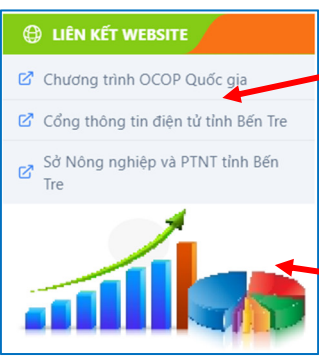 LIÊN KẾT WEBSITE
Chương trình OCOP Quốc gia
Cổng thông tin điện tử tỉnh Bến Tre
Sở Nông nghiệp và PTNT tỉnh Bến
Tre